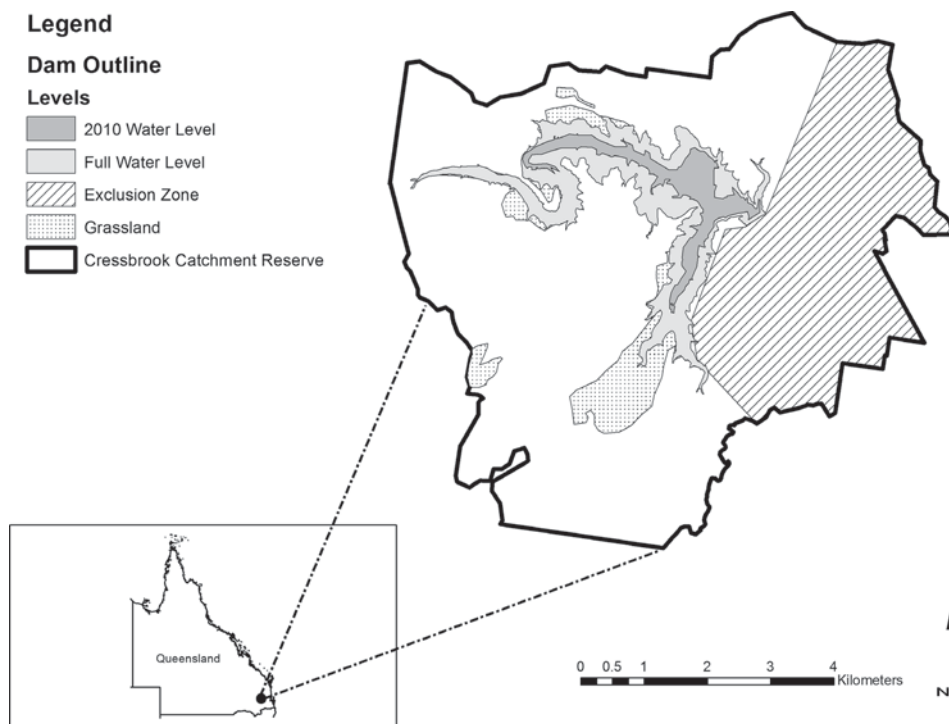 Legend
Dam Outline
Levels
2010 Water Level
Full Water Level
Exclusion Zone
Grassland
Cressbrook Catchment Reserve
Queensland
0 0.5 1 2 3 4
Kilometers
N